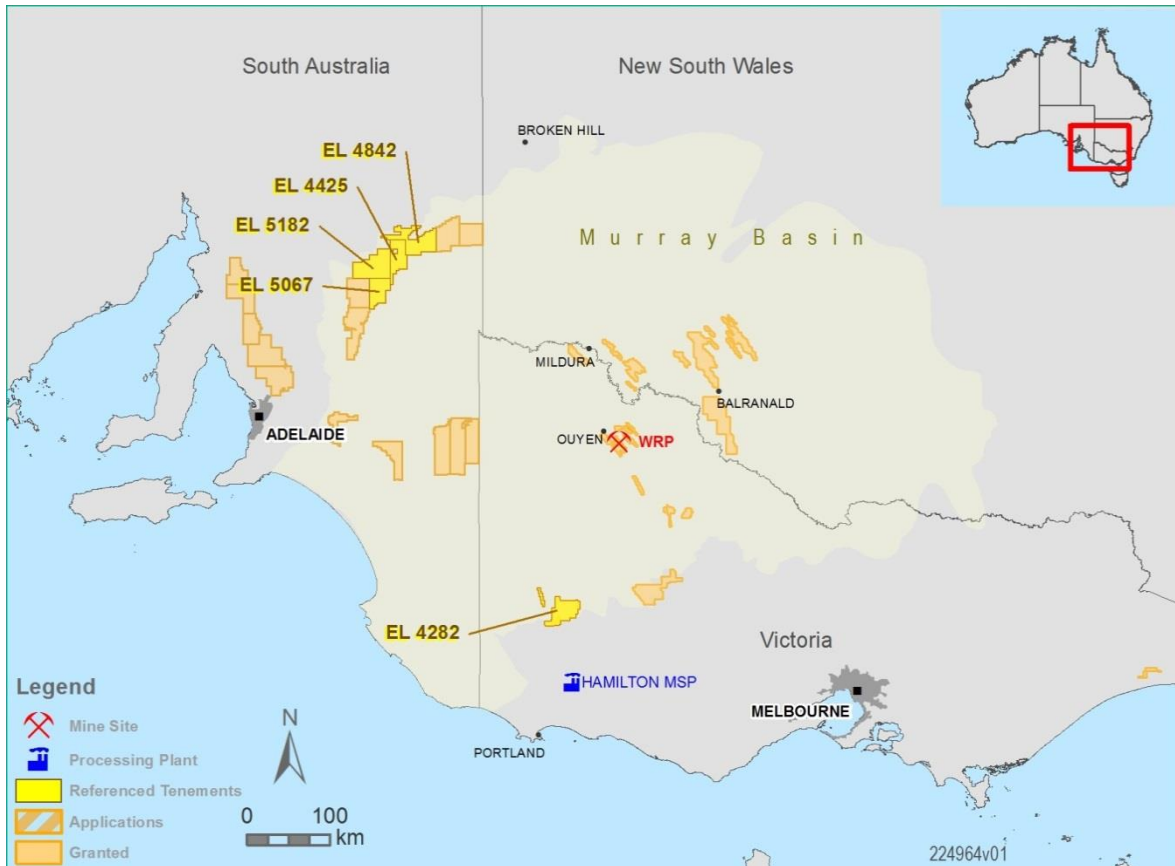 South Australia
New South Wales
BROKEN HILL
EL 4842
EL 4425
EL 5182
EL 5067
Murray Basin
MILDURA
BALRANALD
OUYEN
WRP
ADELAIDE
EL 4282
Victoria
HAMILTON MSP
MELBOURNE
PORTLAND
Legend
Mine Site
Processing Plant
Referenced Tenements
Applications
Granted
N
0 100
km
224964v01